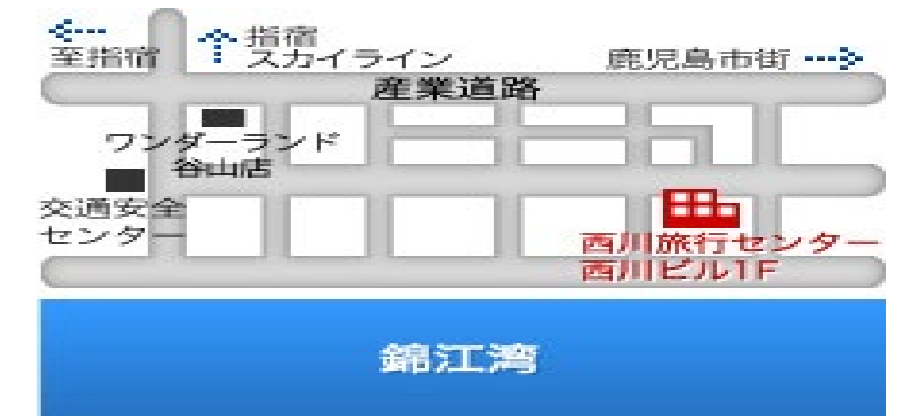 至指宿
指宿
スカイライン
鹿児島市街
産業道路
ワンダーランド
谷山店
交通安全
センター
西川旅行センター
西川ビル1F
錦江湾